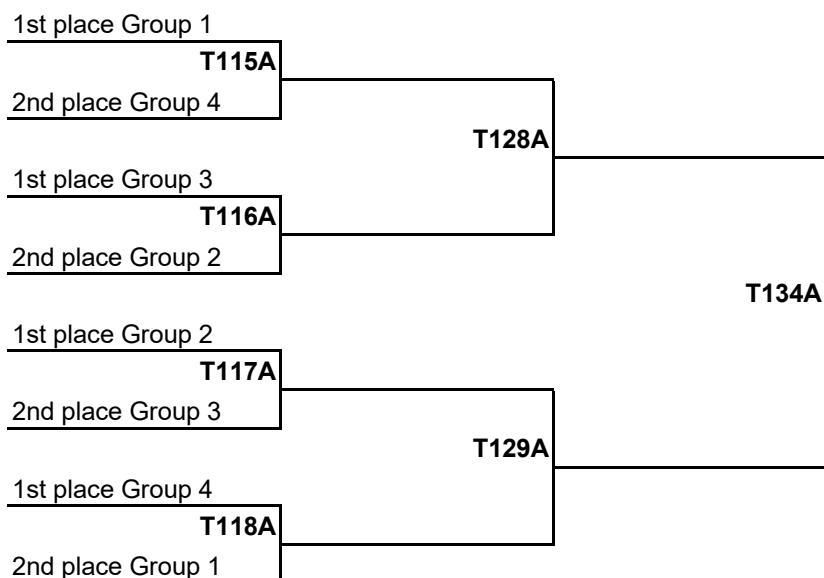 1st place Group 1
T115A
2nd place Group 4
T128A
1st place Group 3
T116A
2nd place Group 2
T134A
1st place Group 2
T117A
2nd place Group 3
T129A
1st place Group 4
T118A
2nd place Group 1